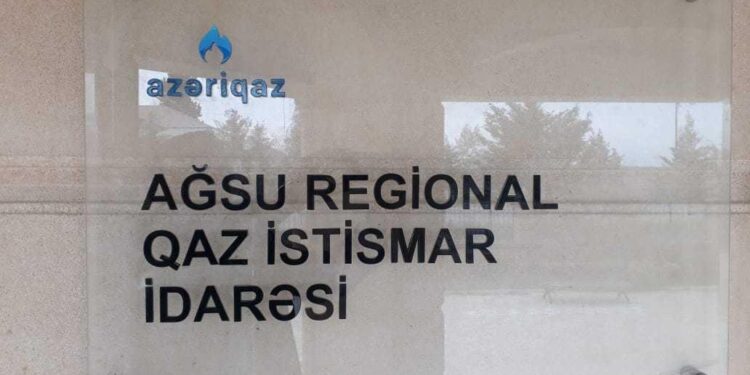 azəriqaz
AĞSU REGİONAL
QAZ İSTİSMAR
İDARƏSİ